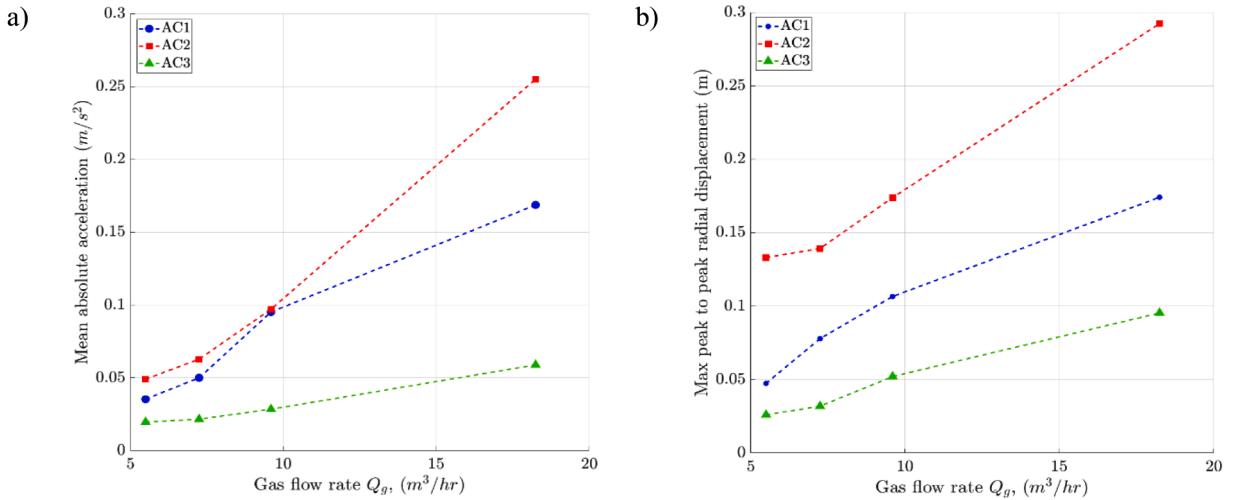 a)
0.3
0.25
0.2
0.15
0.1
0.05
0
5
10
15
20
AC1
AC2
AC3
Mean absolute acceleration (m/s²)
Gas flow rate Q_g, (m³/hr)
b)
0.3
0.25
0.2
0.15
0.1
0.05
0
5
10
15
20
AC1
AC2
AC3
Max peak to peak radial displacement (m)
Gas flow rate Q_g, (m³/hr)